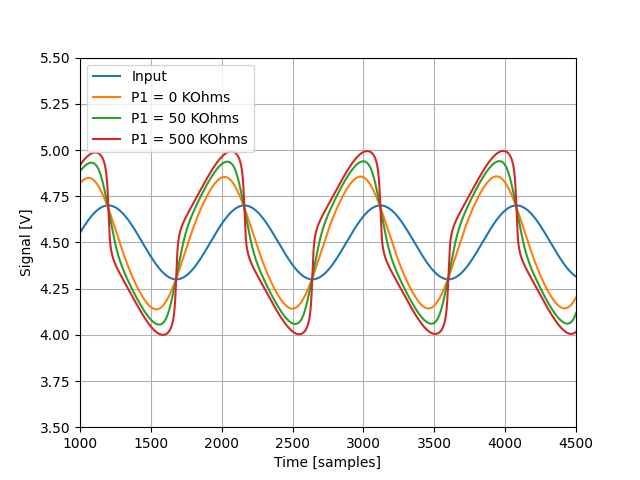 5.50
5.25
5.00
4.75
4.50
4.25
4.00
3.75
3.50
Signal [V]
Input
P1 = 0 KOhms
P1 = 50 KOhms
P1 = 500 KOhms
1000 1500 2000 2500 3000 3500 4000 4500
Time [samples]